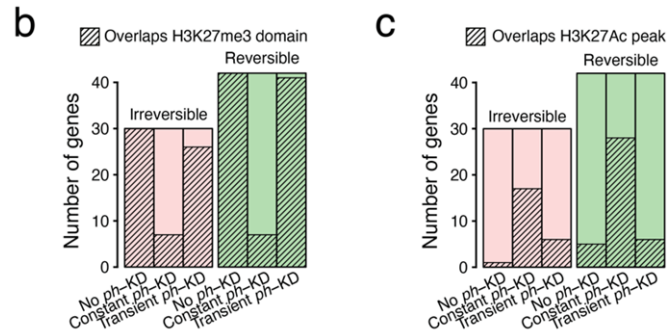 b
Overlaps H3K27me3 domain
Reversible
Irreversible
Number of genes
40
30
20
10
0
No ph–KD
Constant ph–KD
Transient ph–KD
No ph–KD
Constant ph–KD
Transient ph–KD
c
Overlaps H3K27Ac peak
Reversible
Irreversible
Number of genes
40
30
20
10
0
No ph–KD
Constant ph–KD
Transient ph–KD
No ph–KD
Constant ph–KD
Transient ph–KD